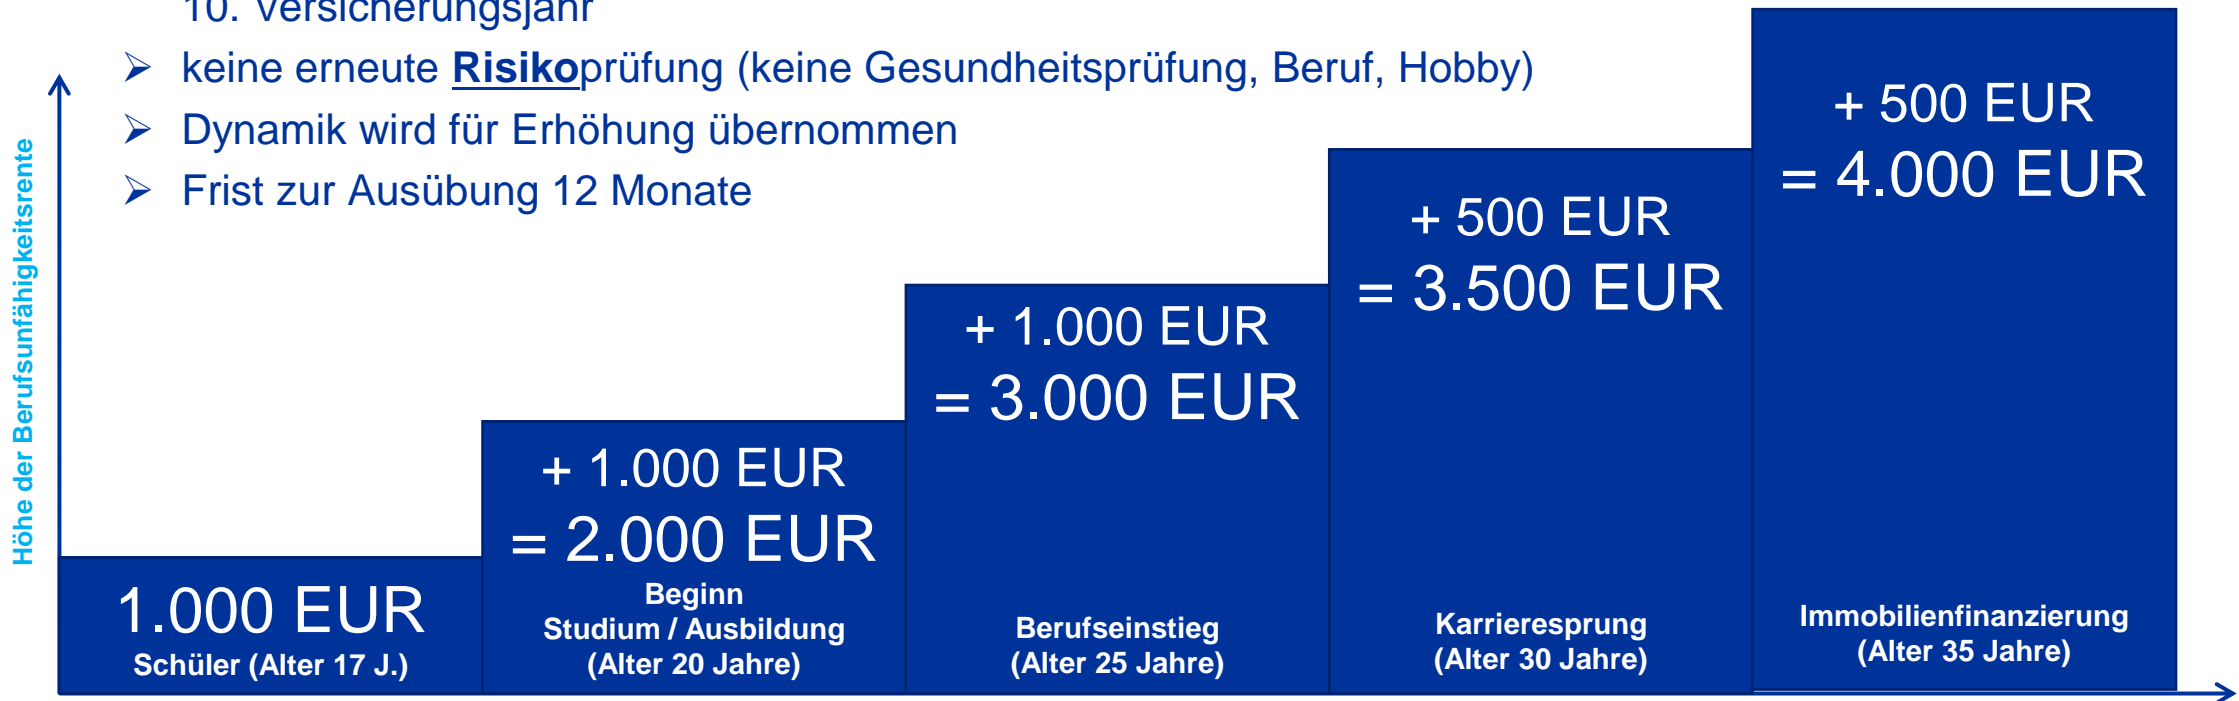 10. Versicherungsjahr
➢ keine erneute Risikoprüfung (keine Gesundheitsprüfung, Beruf, Hobby)
➢ Dynamik wird für Erhöhung übernommen
➢ Frist zur Ausübung 12 Monate
Höhe der Berufsunfähigkeitsrente
1.000 EUR
Schüler (Alter 17 J.)
+ 1.000 EUR
= 2.000 EUR
Beginn
Studium / Ausbildung
(Alter 20 Jahre)
+ 1.000 EUR
= 3.000 EUR
Berufseinstieg
(Alter 25 Jahre)
+ 500 EUR
= 3.500 EUR
Karrieresprung
(Alter 30 Jahre)
+ 500 EUR
= 4.000 EUR
Immobilienfinanzierung
(Alter 35 Jahre)